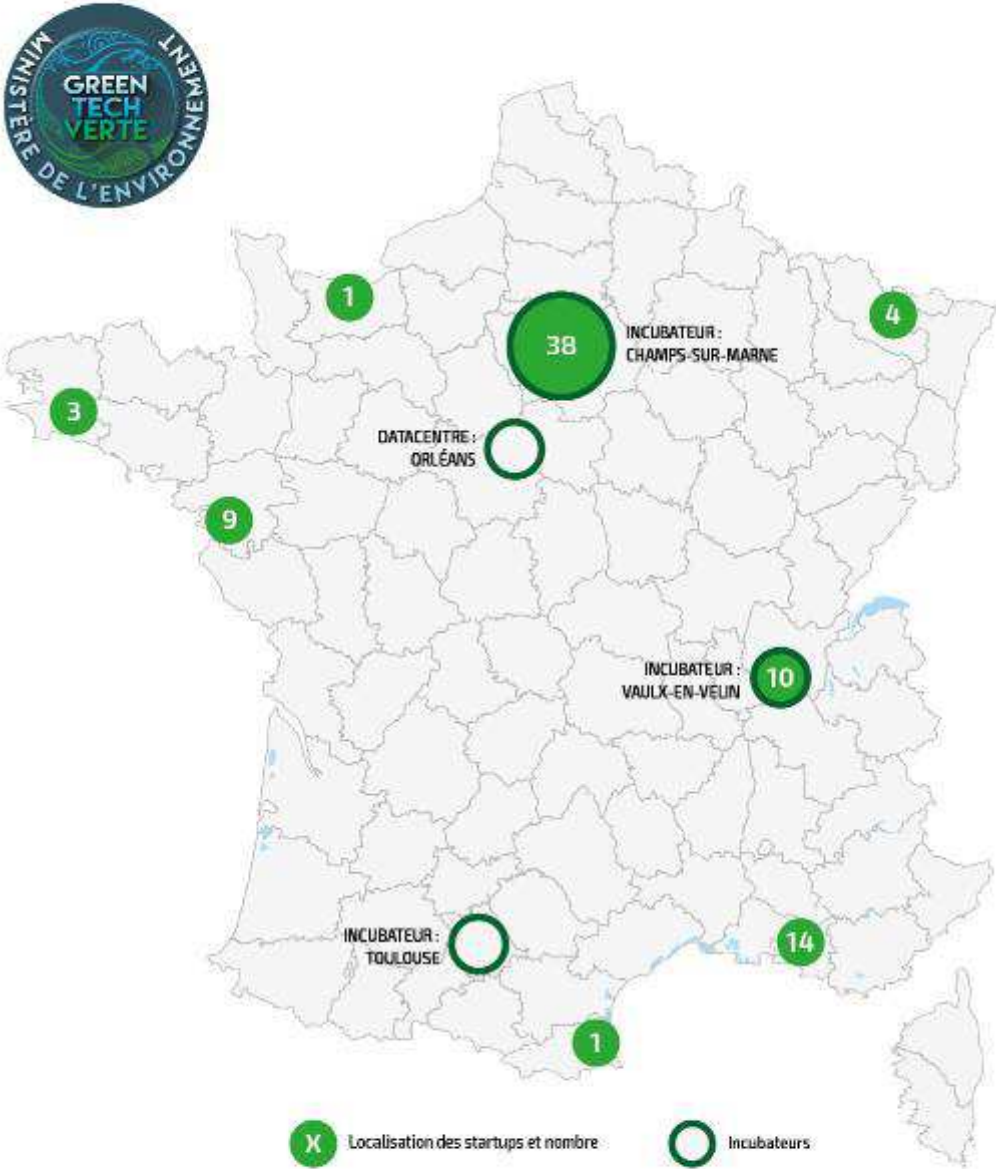 MINISTÈRE DE L'ENVIRONNEMENT
GREEN
TECH
VERTE
1
4
38
INCUBATEUR :
CHAMPS-SUR-MARNE
3
DATACENTRE :
ORLÉANS
9
INCUBATEUR :
VAULX-EN-VELIN
10
INCUBATEUR :
TOULOUSE
14
1
X
Localisation des startups et nombre
Incubateurs